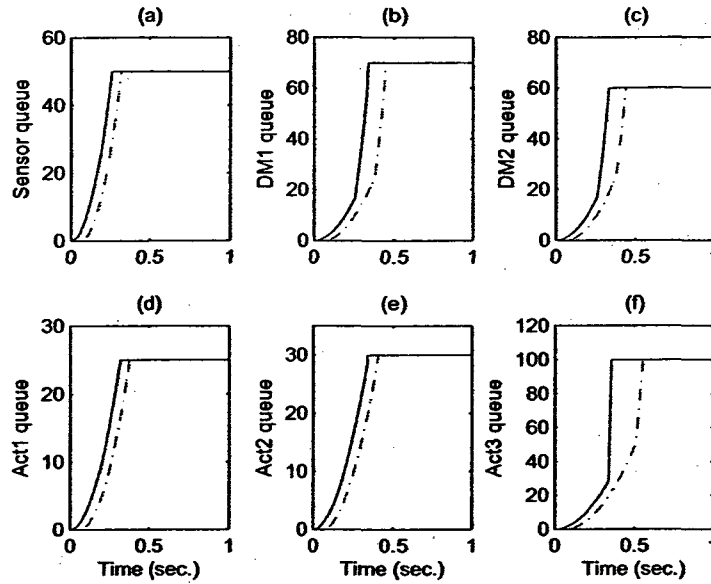 (a)
60
40
20
0
Sensor queue
0 0.5 1
(b)
80
60
40
20
0
DM1 queue
0 0.5 1
(c)
80
60
40
20
0
DM2 queue
0 0.5 1
(d)
30
20
10
0
Act1 queue
0 0.5 1
Time (sec.)
(e)
30
20
10
0
Act2 queue
0 0.5 1
Time (sec.)
(f)
120
100
80
60
40
20
0
Act3 queue
0 0.5 1
Time (sec.)